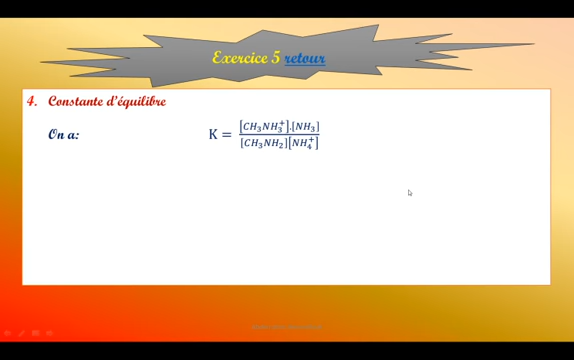 Exercice 5 retour
4. Constante d'équilibre
On a: K = [CH₃NH₃⁺].[NH₃] / [CH₃NH₂][NH₄⁺]